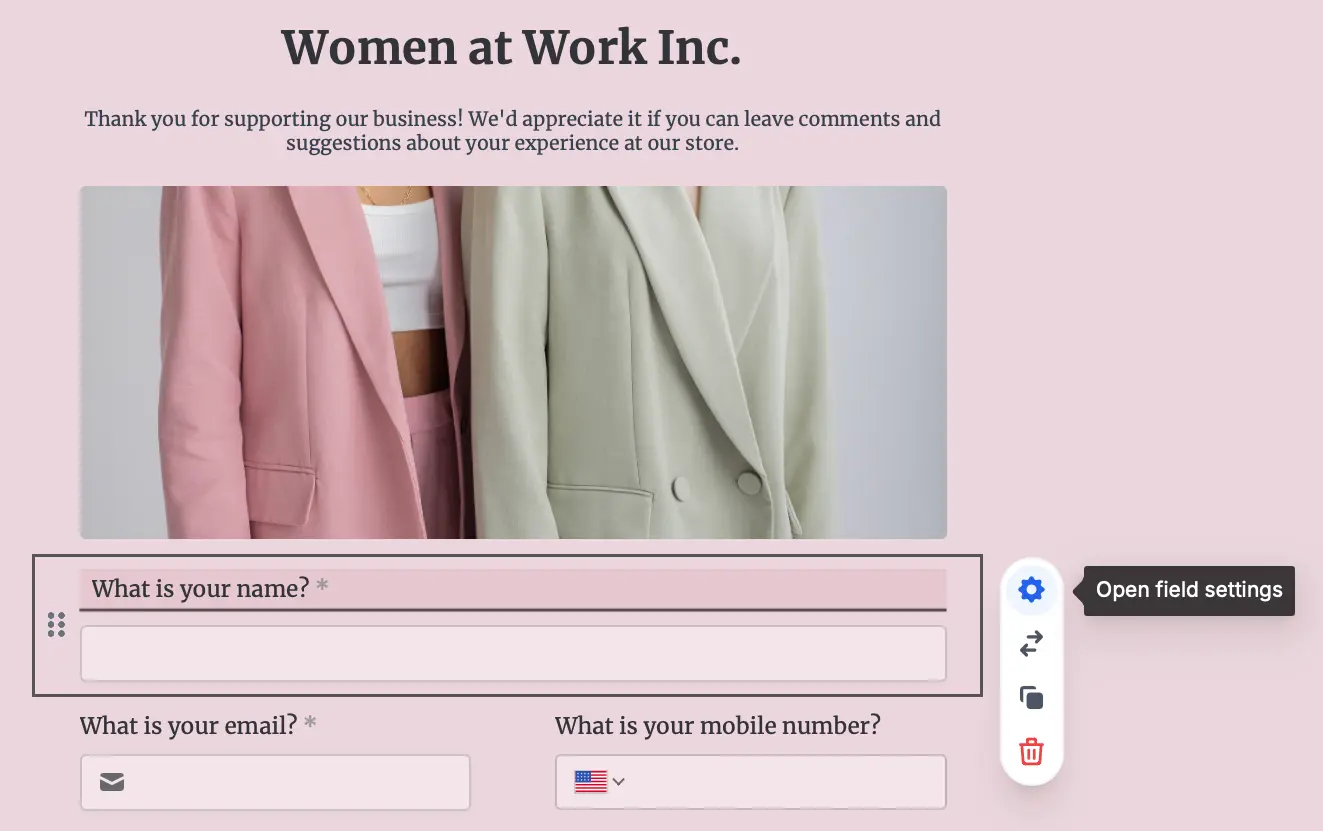 Women at Work Inc.
Thank you for supporting our business! We'd appreciate it if you can leave comments and
suggestions about your experience at our store.
What is your name? *
Open field settings
What is your email? *
What is your mobile number?